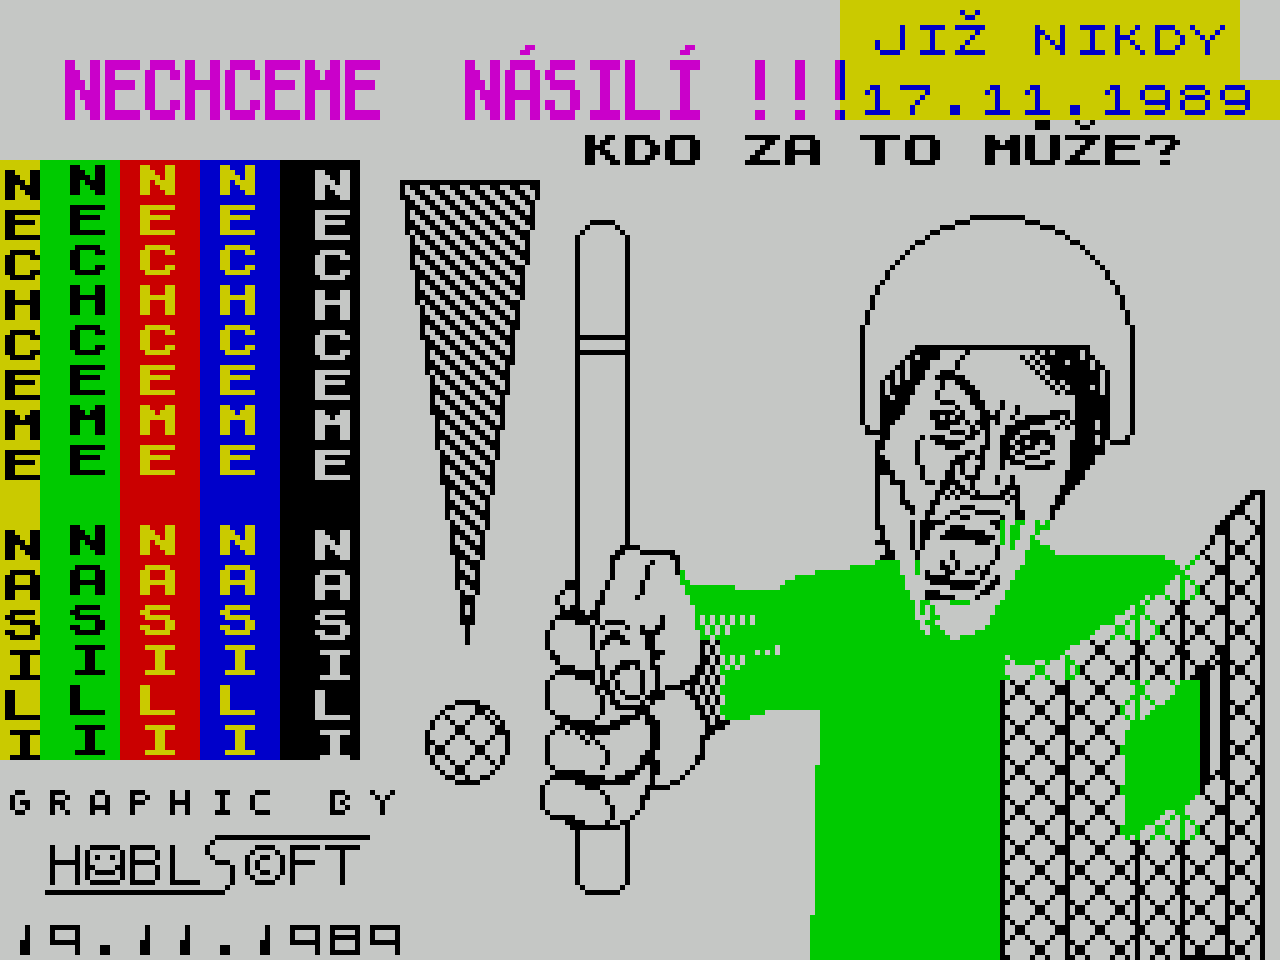 JIŽ NIKDY
NECHCEME NÁSILÍ !!!
17.11.1989
KDO ZA TO MŮŽE?
NECHCEME NASILI
NECHCEME NASILI
NECHCEME NASILI
NECHCEME NASILI
NECHCEME NASILI
GRAPHIC BY
HOBLSOFT
19.11.1989